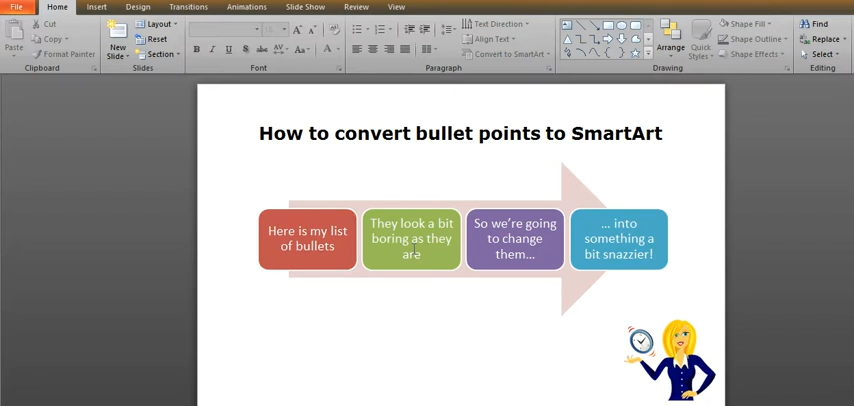 File Home Insert Design Transitions Animations Slide Show Review View
Cut Layout Text Direction Shape Fill Find
Copy Reset Align Text Shape Outline Replace
Paste Format Painter New Slide Section B I U S abc AV Aa Convert to SmartArt Arrange Quick Styles Shape Effects Select
Clipboard Slides Font Paragraph Drawing Editing
How to convert bullet points to SmartArt
Here is my list
of bullets
They look a bit
boring as they
are
So we're going
to change
them...
... into
something a
bit snazzier!